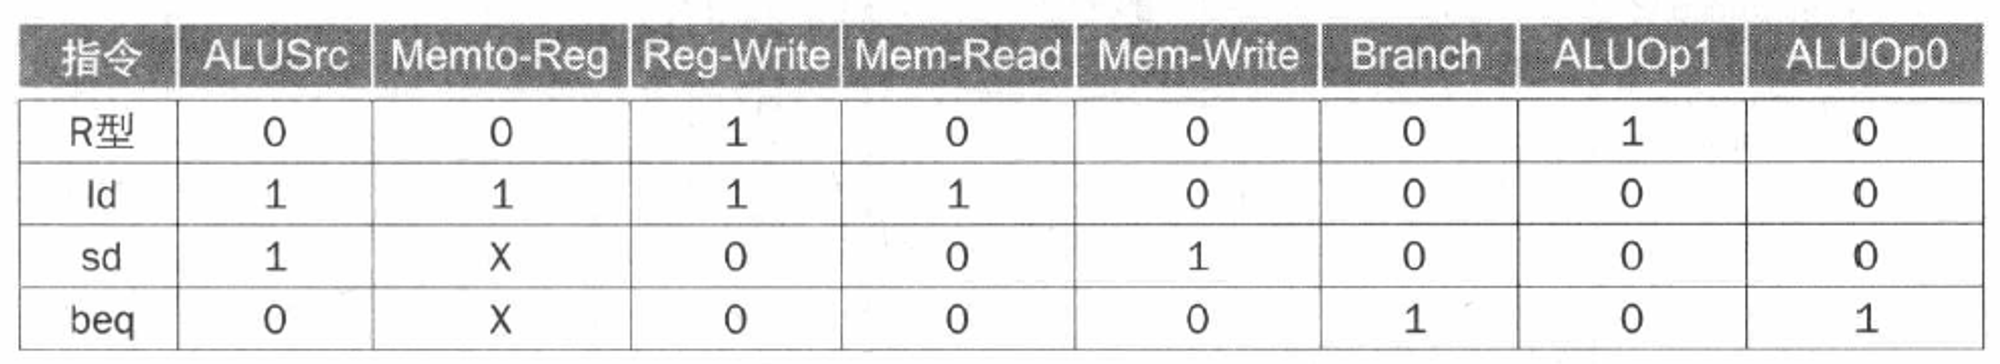 指令 ALUSrc Memto-Reg Reg-Write Mem-Read Mem-Write Branch ALUOp1 ALUOp0
R型 0 0 1 0 0 0 1 0
ld 1 1 1 1 0 0 0 0
sd 1 X 0 0 1 0 0 0
beq 0 X 0 0 0 1 0 1